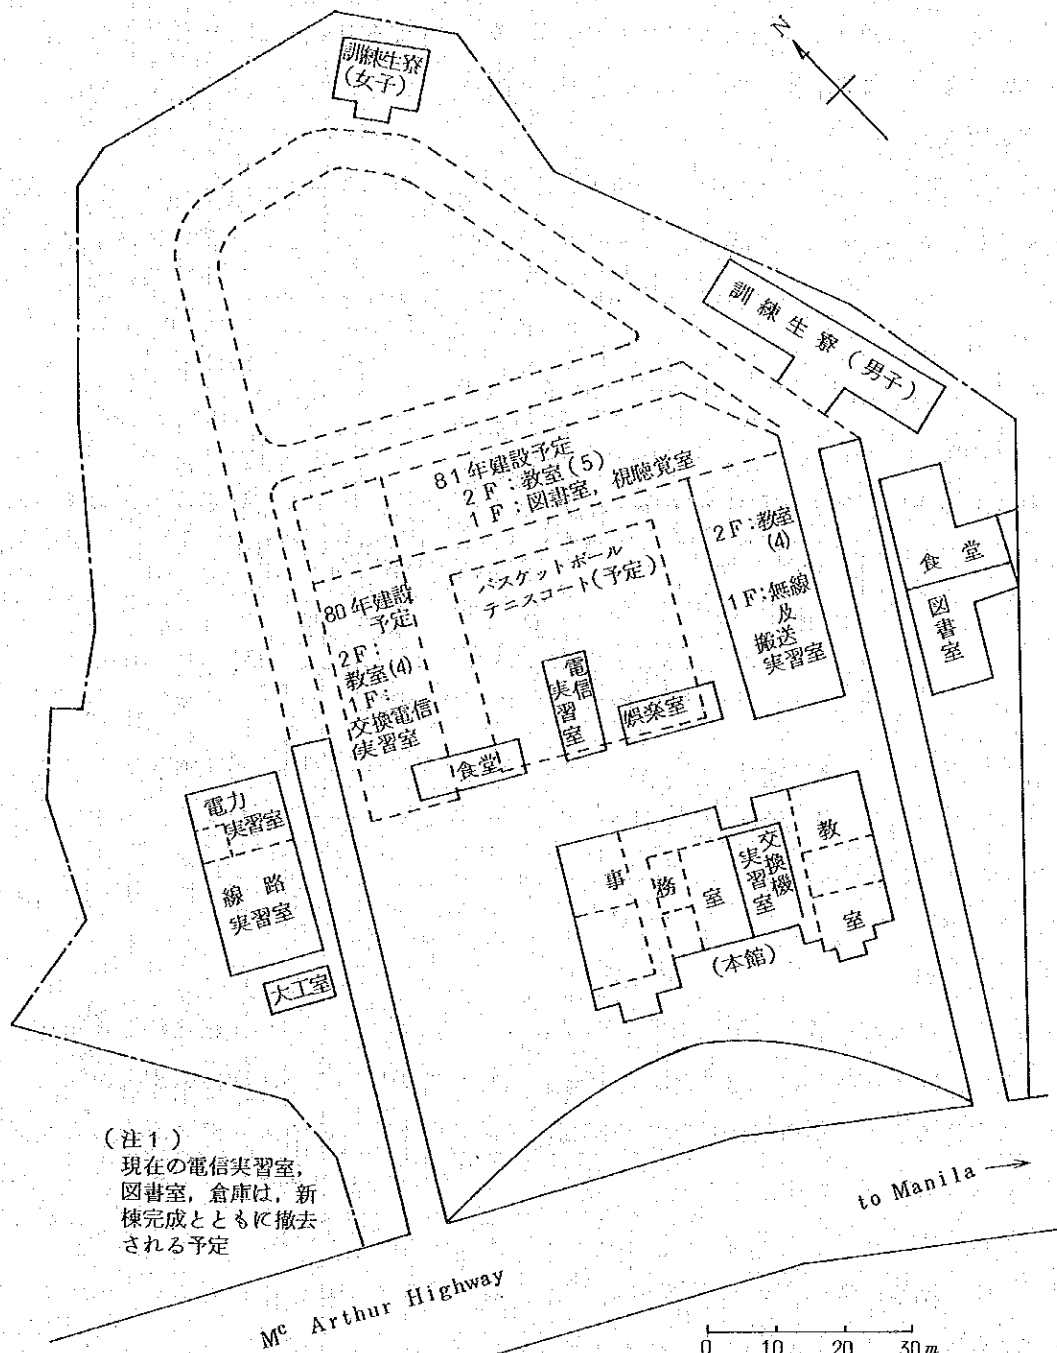 N
訓練生寮
(女子)
訓練生寮(男子)
81年建設予定
2F:教室(5)
1F:図書室,視聴覚室
バスケットボール
テニスコート(予定)
2F:教室
(4)
1F:無線
及
搬送
実習室
食堂
図書室
80年建設
予定
2F:
教室(4)
1F:
交換電信
実習室
電信
実習室
娯楽室
食堂
電力
実習室
線路
実習室
大工室
事務室
交換機
実習室
教室
(本館)
(注1)
現在の電信実習室,
図書室,倉庫は,新
棟完成とともに撤去
される予定
to Manila
Mc Arthur Highway
0 10 20 30m